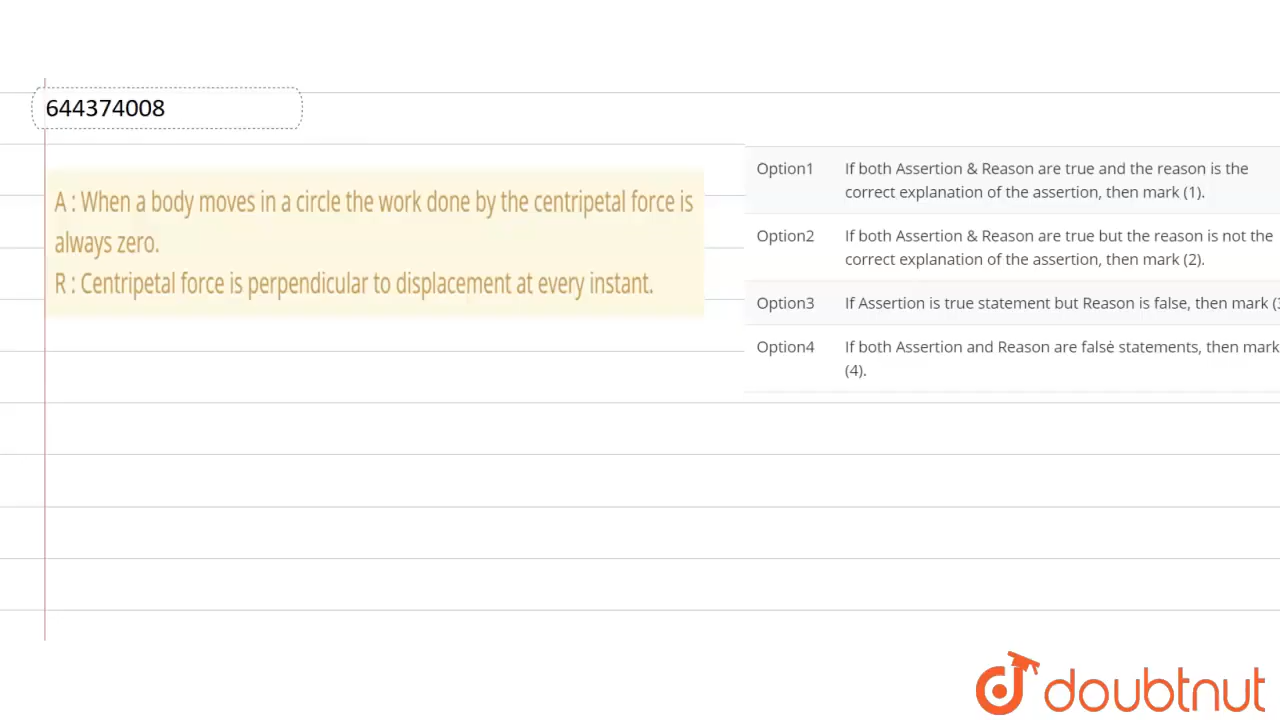 644374008
A : When a body moves in a circle the work done by the centripetal force is
always zero.
R : Centripetal force is perpendicular to displacement at every instant.
Option1 If both Assertion & Reason are true and the reason is the
correct explanation of the assertion, then mark (1).
Option2 If both Assertion & Reason are true but the reason is not the
correct explanation of the assertion, then mark (2).
Option3 If Assertion is true statement but Reason is false, then mark (3
Option4 If both Assertion and Reason are false statements, then mark
(4).
doubtnut